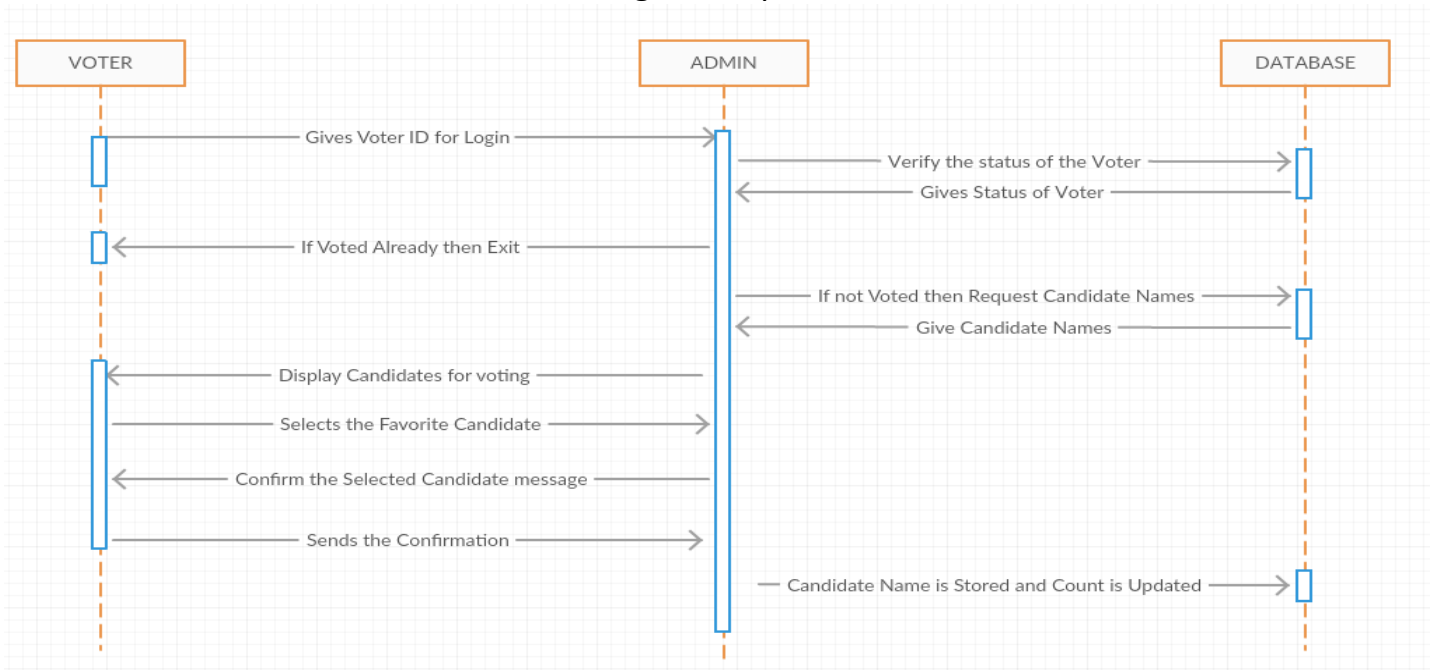 VOTER
ADMIN
DATABASE
Gives Voter ID for Login
Verify the status of the Voter
Gives Status of Voter
If Voted Already then Exit
If not Voted then Request Candidate Names
Give Candidate Names
Display Candidates for voting
Selects the Favorite Candidate
Confirm the Selected Candidate message
Sends the Confirmation
Candidate Name is Stored and Count is Updated